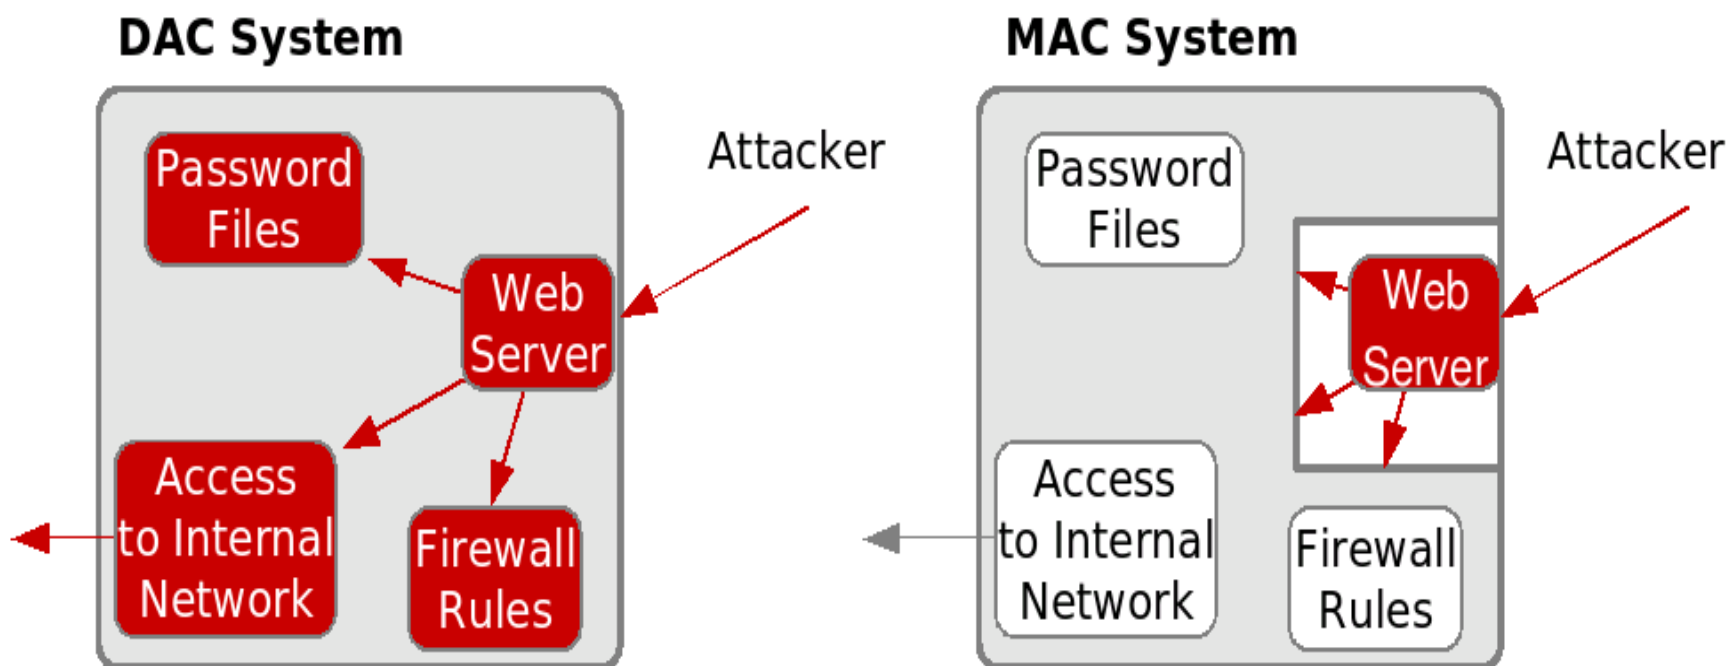 DAC System
Password
Files
Attacker
Web
Server
Access
to Internal
Network
Firewall
Rules
MAC System
Password
Files
Attacker
Web
Server
Access
to Internal
Network
Firewall
Rules